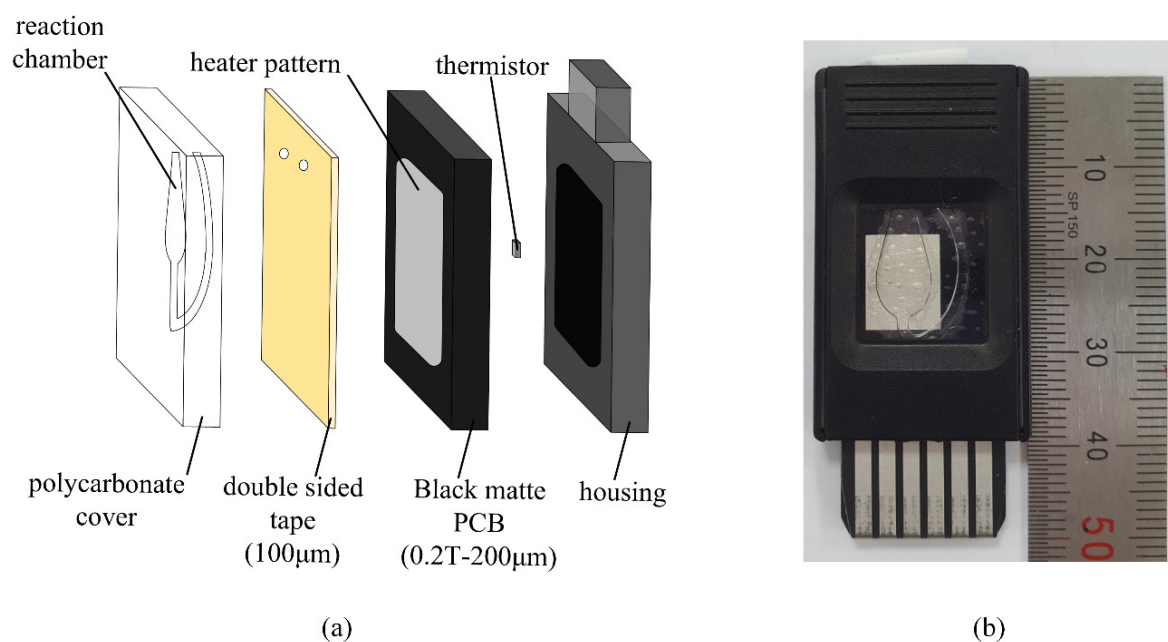 reaction
chamber
heater pattern
thermistor
polycarbonate
cover
double sided
tape
(100μm)
Black matte
PCB
(0.2T-200μm)
housing
(a)
10
SP 150
20
30
40
50
(b)